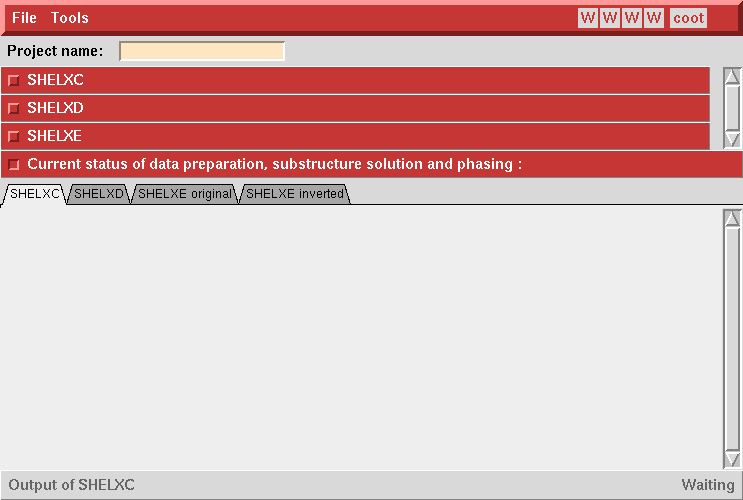 File Tools W W W W coot
Project name:
SHELXC
SHELXD
SHELXE
Current status of data preparation, substructure solution and phasing :
SHELXC SHELXD SHELXE original SHELXE inverted
Output of SHELXC Waiting